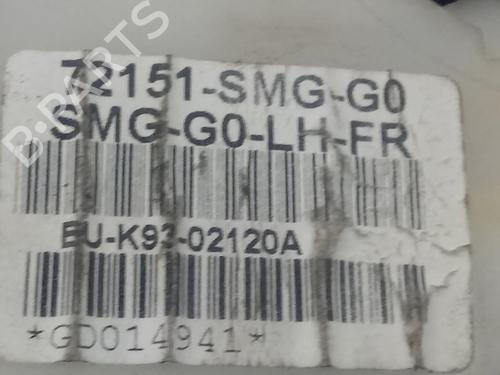 B-PARTS
72151-SMG-G0
SMG-G0-LH-FR
EU-K93-02120A
*GD014941*